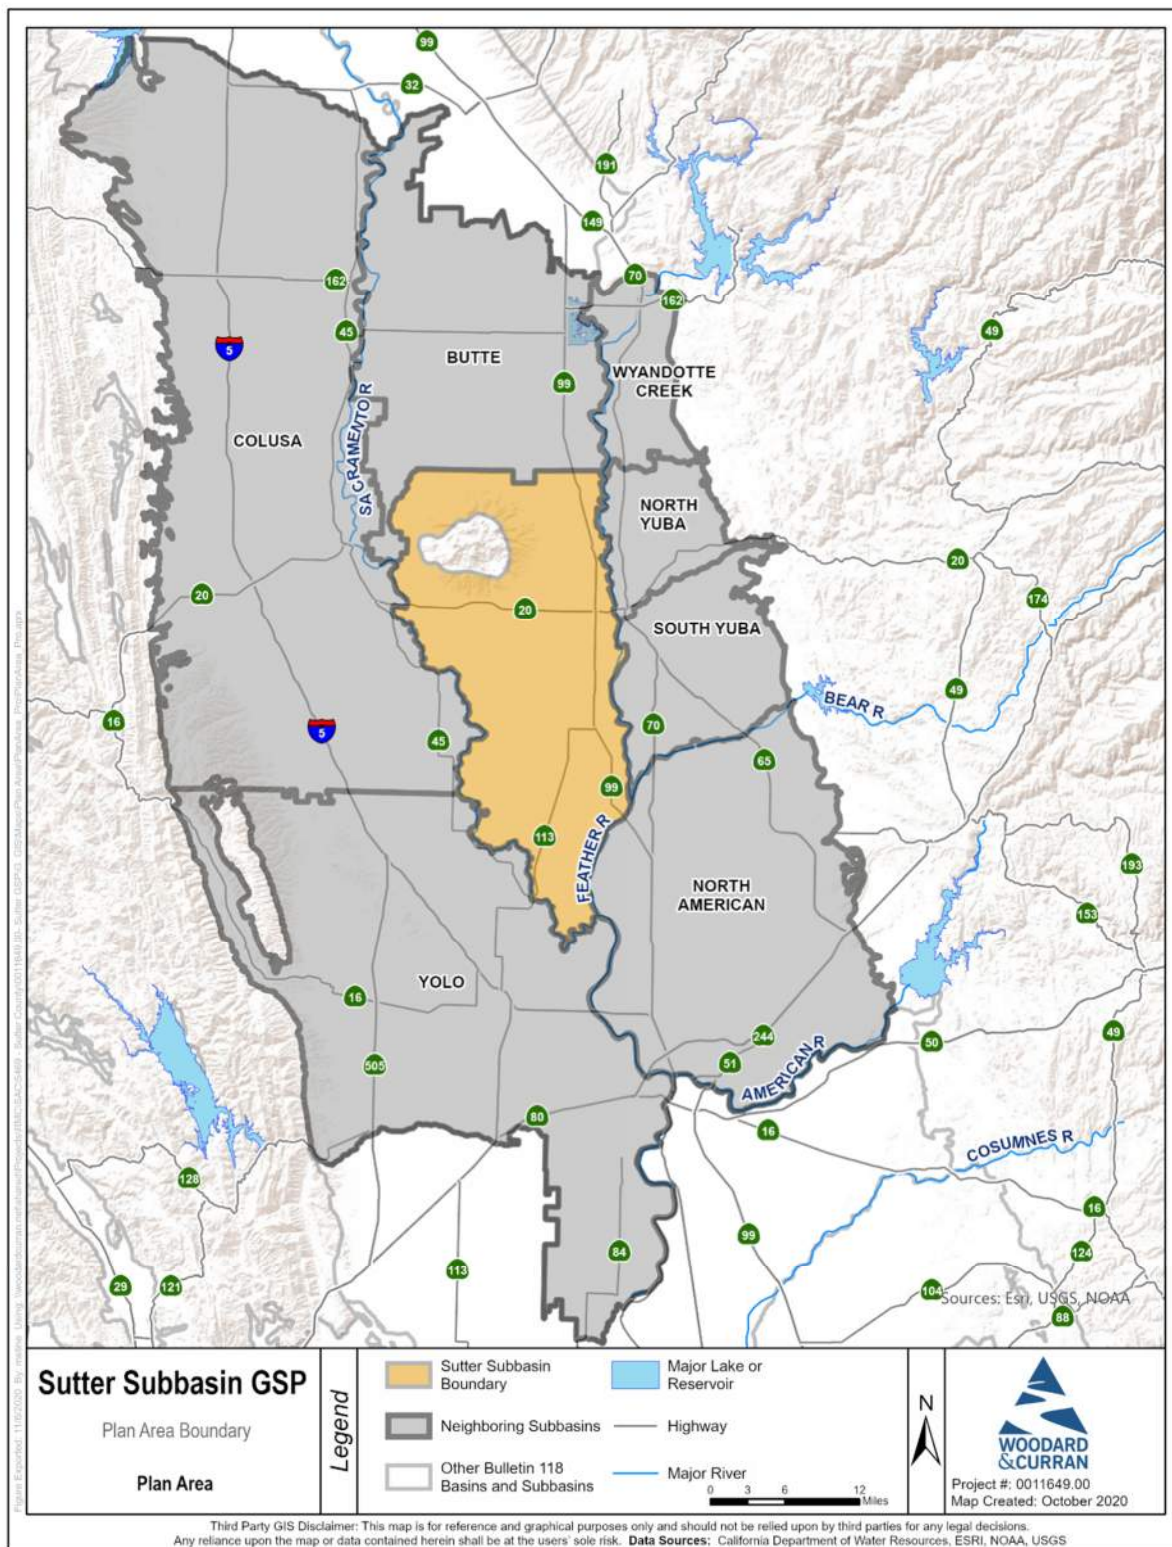 99
32
191
149
70
162
162
45
49
5
BUTTE
WYANDOTTE
CREEK
99
COLUSA
SACRAMENTO R
NORTH
YUBA
20
20
20
174
SOUTH YUBA
49
BEAR R
16
5
45
70
65
99
113
FEATHER R
193
NORTH
AMERICAN
153
YOLO
16
244
49
50
51
AMERICAN R
505
80
16
COSUMNES R
128
16
99
84
124
113
29
121
104
Sources: Esri, USGS, NOAA
88
Sutter Subbasin GSP
Plan Area Boundary
Plan Area
Legend
Sutter Subbasin
Boundary
Neighboring Subbasins
Other Bulletin 118
Basins and Subbasins
Major Lake or
Reservoir
Highway
Major River
0 3 6 12
Miles
N
WOODARD
&CURRAN
Project #: 0011649.00
Map Created: October 2020
Third Party GIS Disclaimer: This map is for reference and graphical purposes only and should not be relied upon by third parties for any legal decisions.
Any reliance upon the map or data contained herein shall be at the users' sole risk. Data Sources: California Department of Water Resources, ESRI, NOAA, USGS